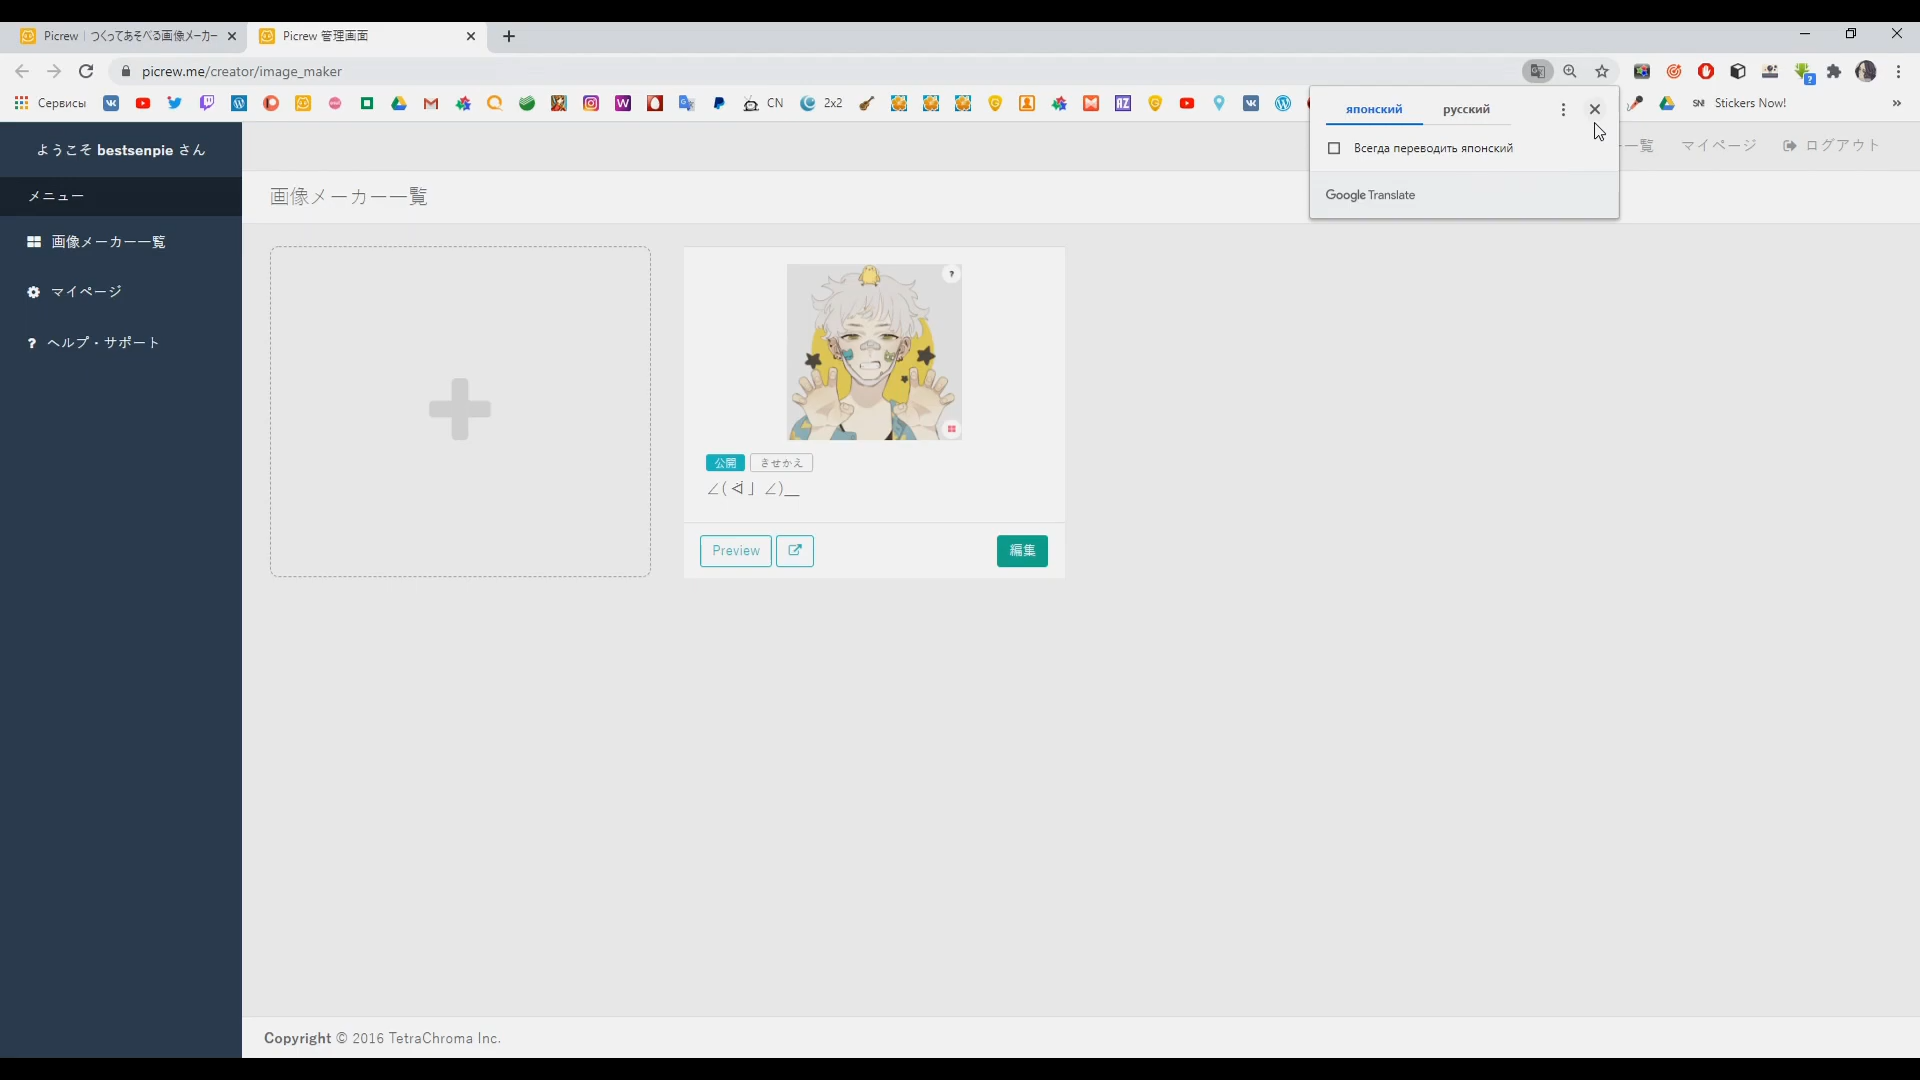 Picrew | つくってあそべる画像メーカー
Picrew 管理画面
picrew.me/creator/image_maker
Сервисы
CN
2x2
SN!
Stickers Now!
»
японский
русский
Всегда переводить японский
Google Translate
ようこそ bestsenpie さん
ー一覧
マイページ
ログアウト
メニュー
画像メーカー一覧
画像メーカー一覧
マイページ
? ヘルプ・サポート
?
公開
きせかえ
∠( ᐛ 」∠)＿
Preview
編集
Copyright © 2016 TetraChroma Inc.